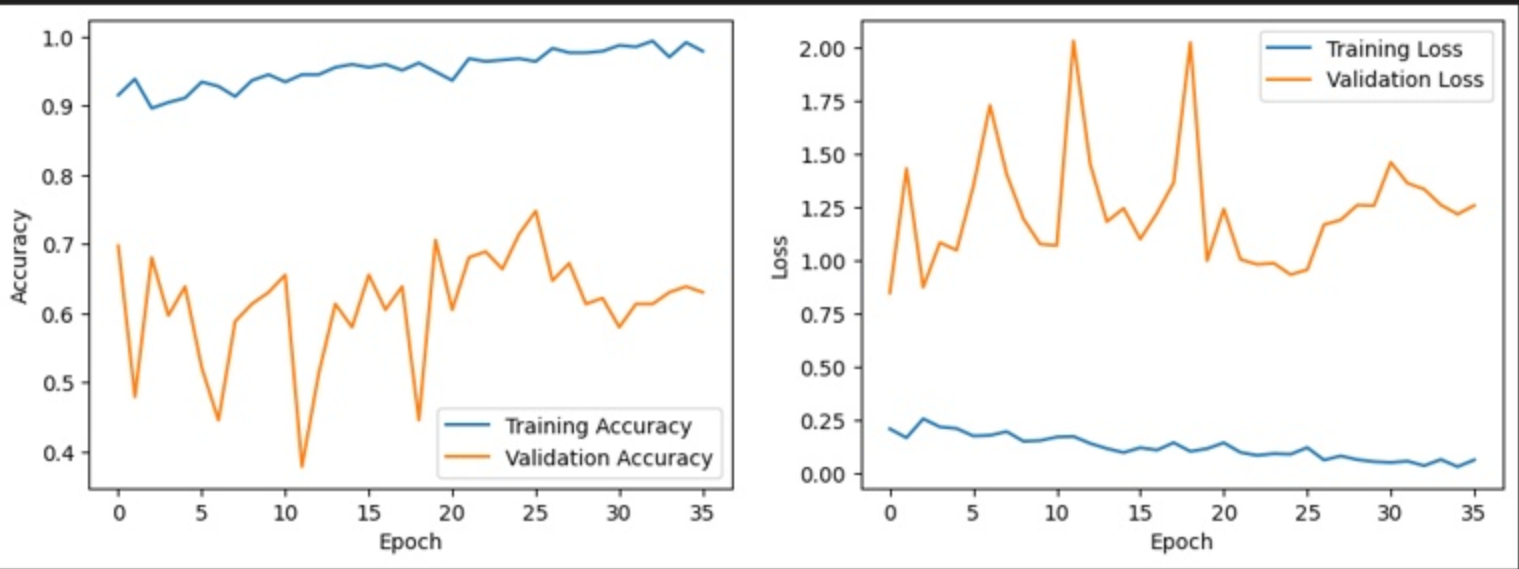 1.0
0.9
0.8
0.7
0.6
0.5
0.4
Accuracy
Training Accuracy
Validation Accuracy
0 5 10 15 20 25 30 35
Epoch
2.00
1.75
1.50
1.25
1.00
0.75
0.50
0.25
0.00
Loss
Training Loss
Validation Loss
0 5 10 15 20 25 30 35
Epoch